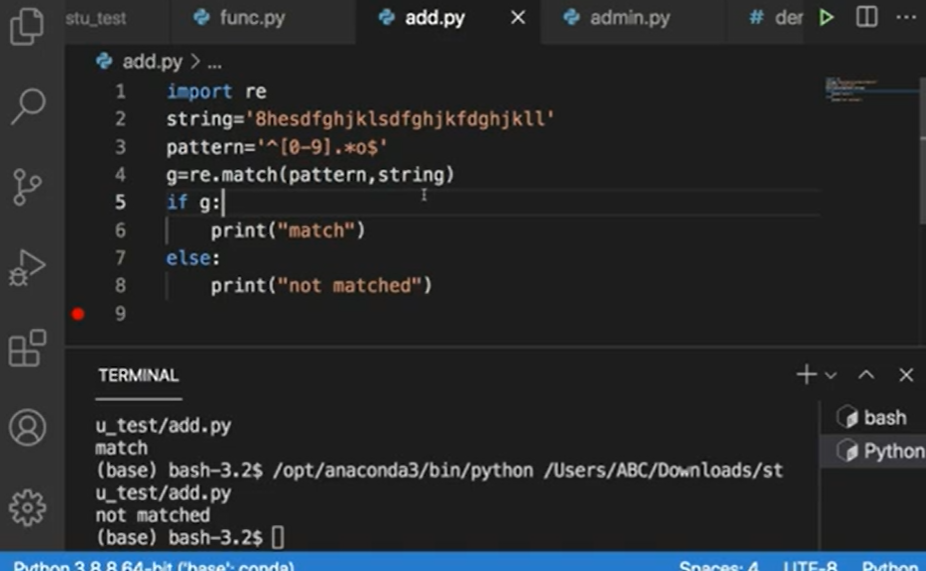 stu_test func.py add.py admin.py # der
add.py > ...
1 import re
2 string='8hesdfghjklsdfghjkfdghjkll'
3 pattern='^[0-9].*o$'
4 g=re.match(pattern,string)
5 if g:
6 print("match")
7 else:
8 print("not matched")
9
TERMINAL
u_test/add.py
match
(base) bash-3.2$ /opt/anaconda3/bin/python /Users/ABC/Downloads/st
u_test/add.py
not matched
(base) bash-3.2$
bash
Python
Python 3.8.8 64-bit ('base': conda) Spaces: 4 UTF-8 Python